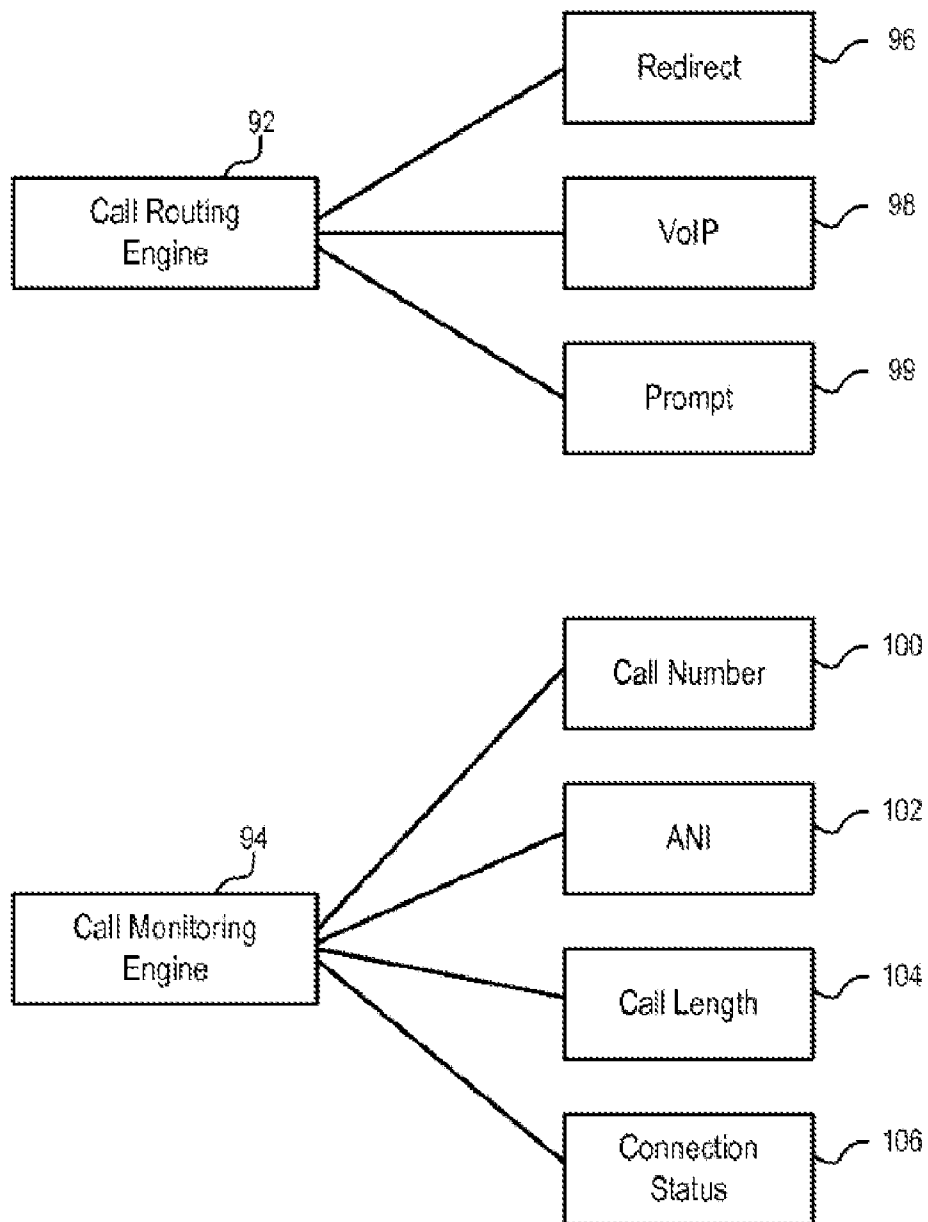 96
Redirect
92
Call Routing
Engine
98
VoIP
99
Prompt
100
Call Number
102
ANI
94
Call Monitoring
Engine
104
Call Length
106
Connection
Status